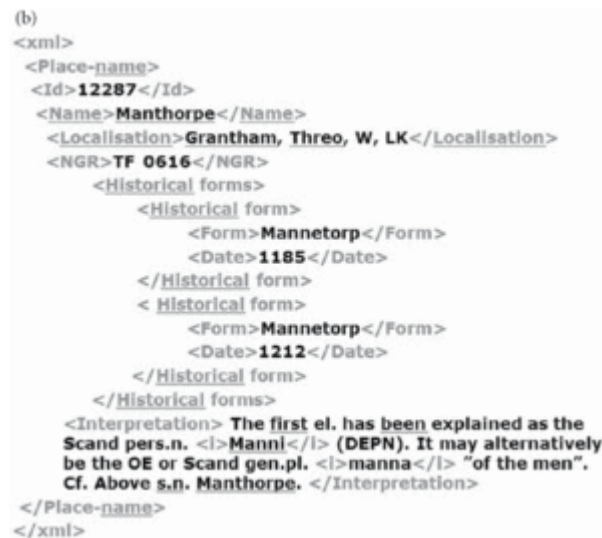 (b)
<xml>
<Place-name>
<Id>12287</Id>
<Name>Manthorpe</Name>
<Localisation>Grantham, Threo, W, LK</Localisation>
<NGR>TF 0616</NGR>
<Historical forms>
<Historical form>
<Form>Mannetorp</Form>
<Date>1185</Date>
</Historical form>
< Historical form>
<Form>Mannetorp</Form>
<Date>1212</Date>
</Historical form>
</Historical forms>
<Interpretation> The first el. has been explained as the
Scand pers.n. <i>Manni</i> (DEPN). It may alternatively
be the OE or Scand gen.pl. <i>manna</i> "of the men".
Cf. Above s.n. Manthorpe. </Interpretation>
</Place-name>
</xml>